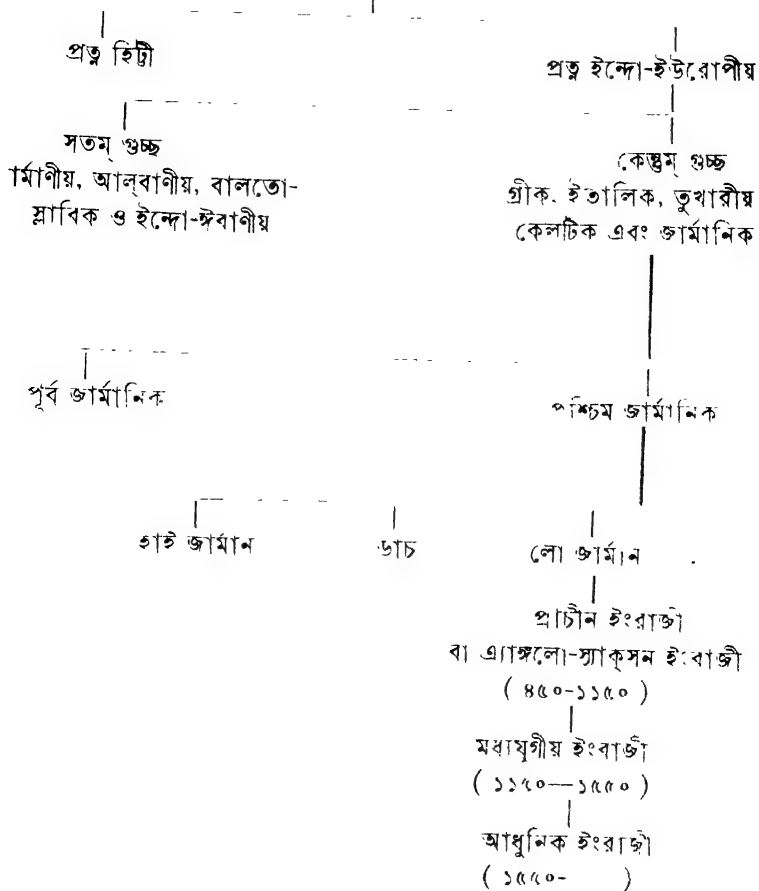 প্রত্ন হিট্টী
প্রত্ন ইন্দো-ইউরোপীয়
সতম্ গুচ্ছ
র্মাণীয়, আল্‌বাণীয়, বালতো-
স্লাবিক ও ইন্দো-ঈরাণীয়
কেন্তুম্ গুচ্ছ
গ্রীক. ইতালিক, তুখারীয়
কেলটিক এবং জার্মানিক
পূর্ব জার্মানিক
পশ্চিম জার্মানিক
হাই জার্মান
ডাচ
লো জার্মান
প্রাচীন ইংরাজী
বা এ্যাঙ্গলো-স্যাক্‌সন ইংরাজী
( ৪৫০-১১৫০ )
মধ্যযুগীয় ইংরাজী
( ১১৫০—১৫৫০ )
আধুনিক ইংরাজী
( ১৫৫০- )